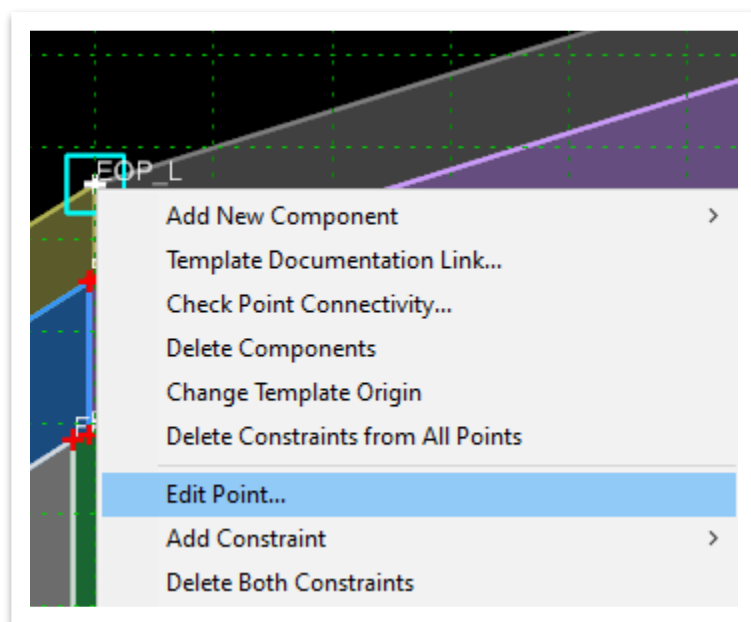 EOP_L
Add New Component
Template Documentation Link...
Check Point Connectivity...
Delete Components
Change Template Origin
Delete Constraints from All Points
Edit Point...
Add Constraint
Delete Both Constraints